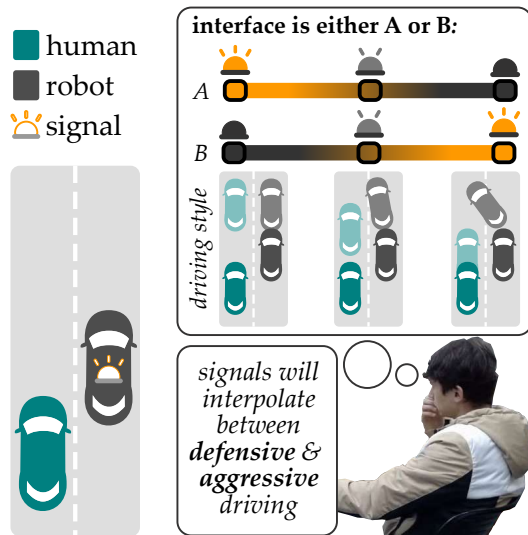 human
robot
signal
interface is either A or B:
A
B
driving style
signals will
interpolate
between
defensive &
aggressive
driving